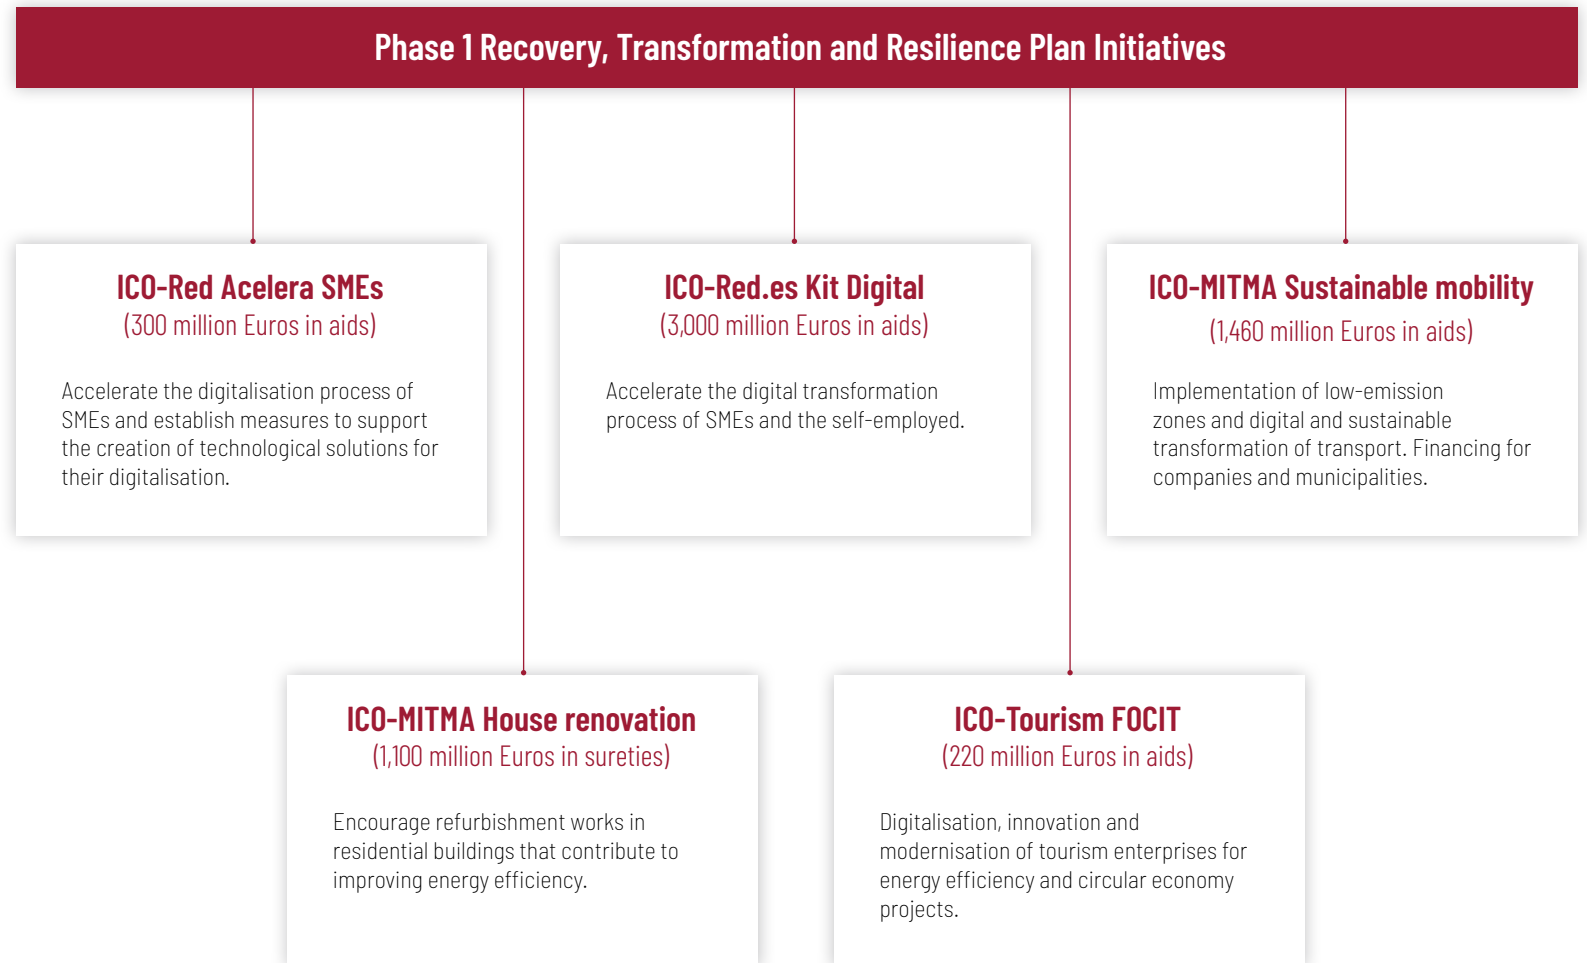 Phase 1 Recovery, Transformation and Resilience Plan Initiatives
ICO-Red Acelera SMEs
(300 million Euros in aids)
Accelerate the digitalisation process of
SMEs and establish measures to support
the creation of technological solutions for
their digitalisation.
ICO-Red.es Kit Digital
(3,000 million Euros in aids)
Accelerate the digital transformation
process of SMEs and the self-employed.
ICO-MITMA Sustainable mobility
(1,460 million Euros in aids)
Implementation of low-emission
zones and digital and sustainable
transformation of transport. Financing for
companies and municipalities.
ICO-MITMA House renovation
(1,100 million Euros in sureties)
Encourage refurbishment works in
residential buildings that contribute to
improving energy efficiency.
ICO-Tourism FOCIT
(220 million Euros in aids)
Digitalisation, innovation and
modernisation of tourism enterprises for
energy efficiency and circular economy
projects.